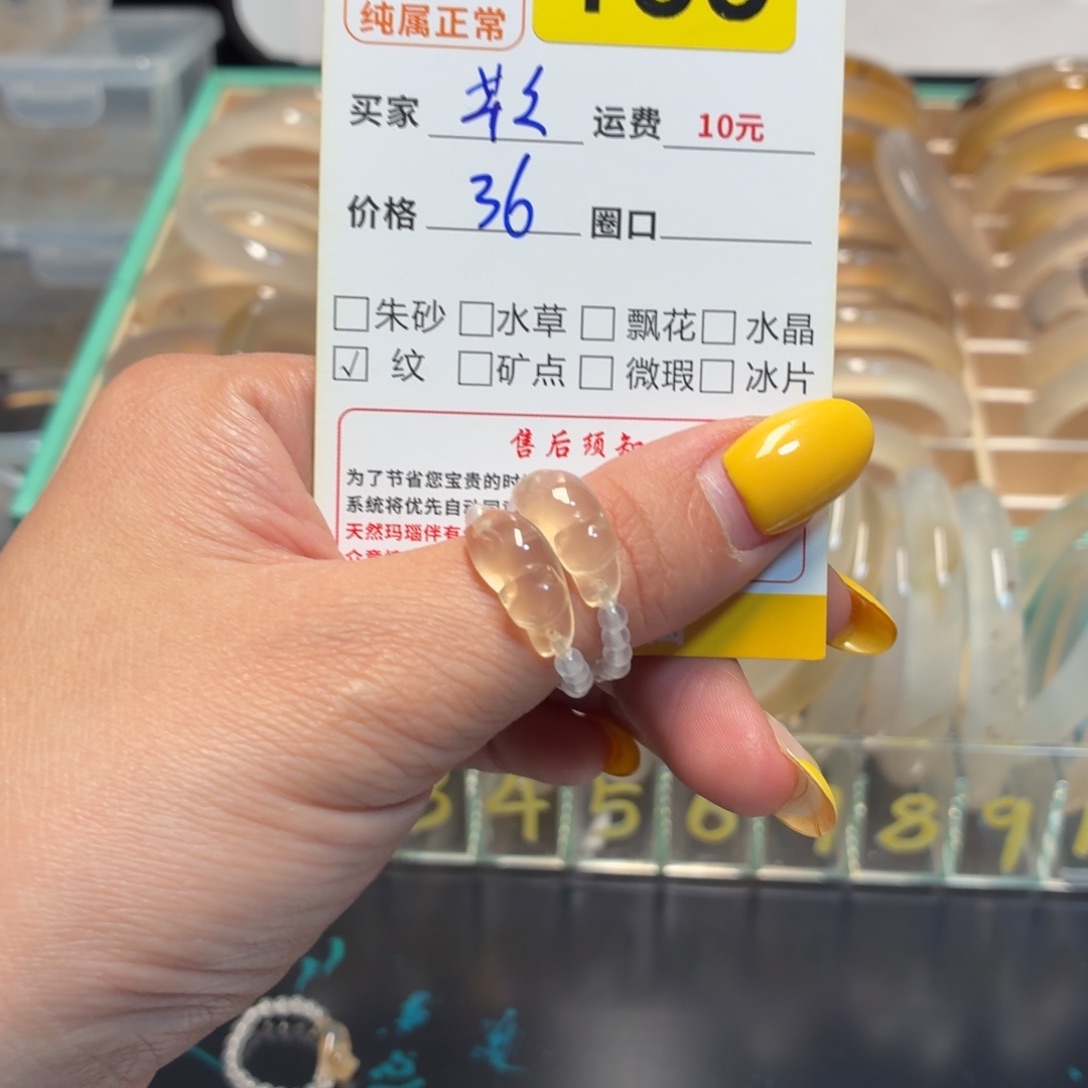 纯属正常
买家 运费 10元
价格 36 圈口
朱砂 水草 飘花 水晶
√ 纹 矿点 微瑕 冰片
售后须知
为了节省您宝贵的时
系统将优先自动
天然玛瑙伴有
4 5 6 8 9